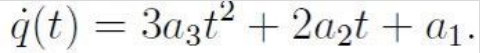 q̇(t) = 3a₃t² + 2a₂t + a₁.